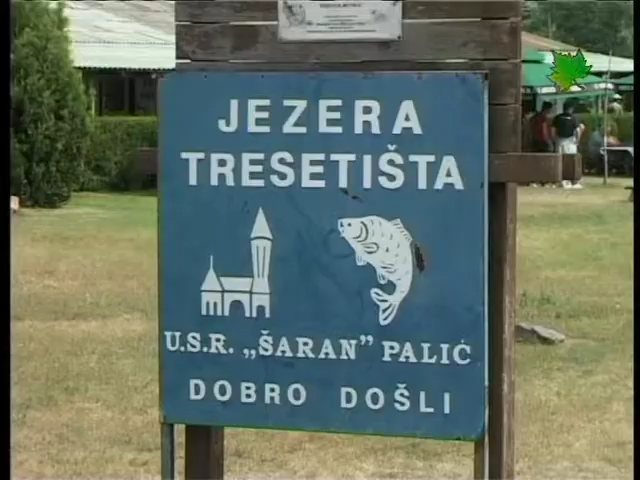 JEZERA
TRESETIŠTA
U.S.R. „ŠARAN” PALIĆ
DOBRO DOŠLI